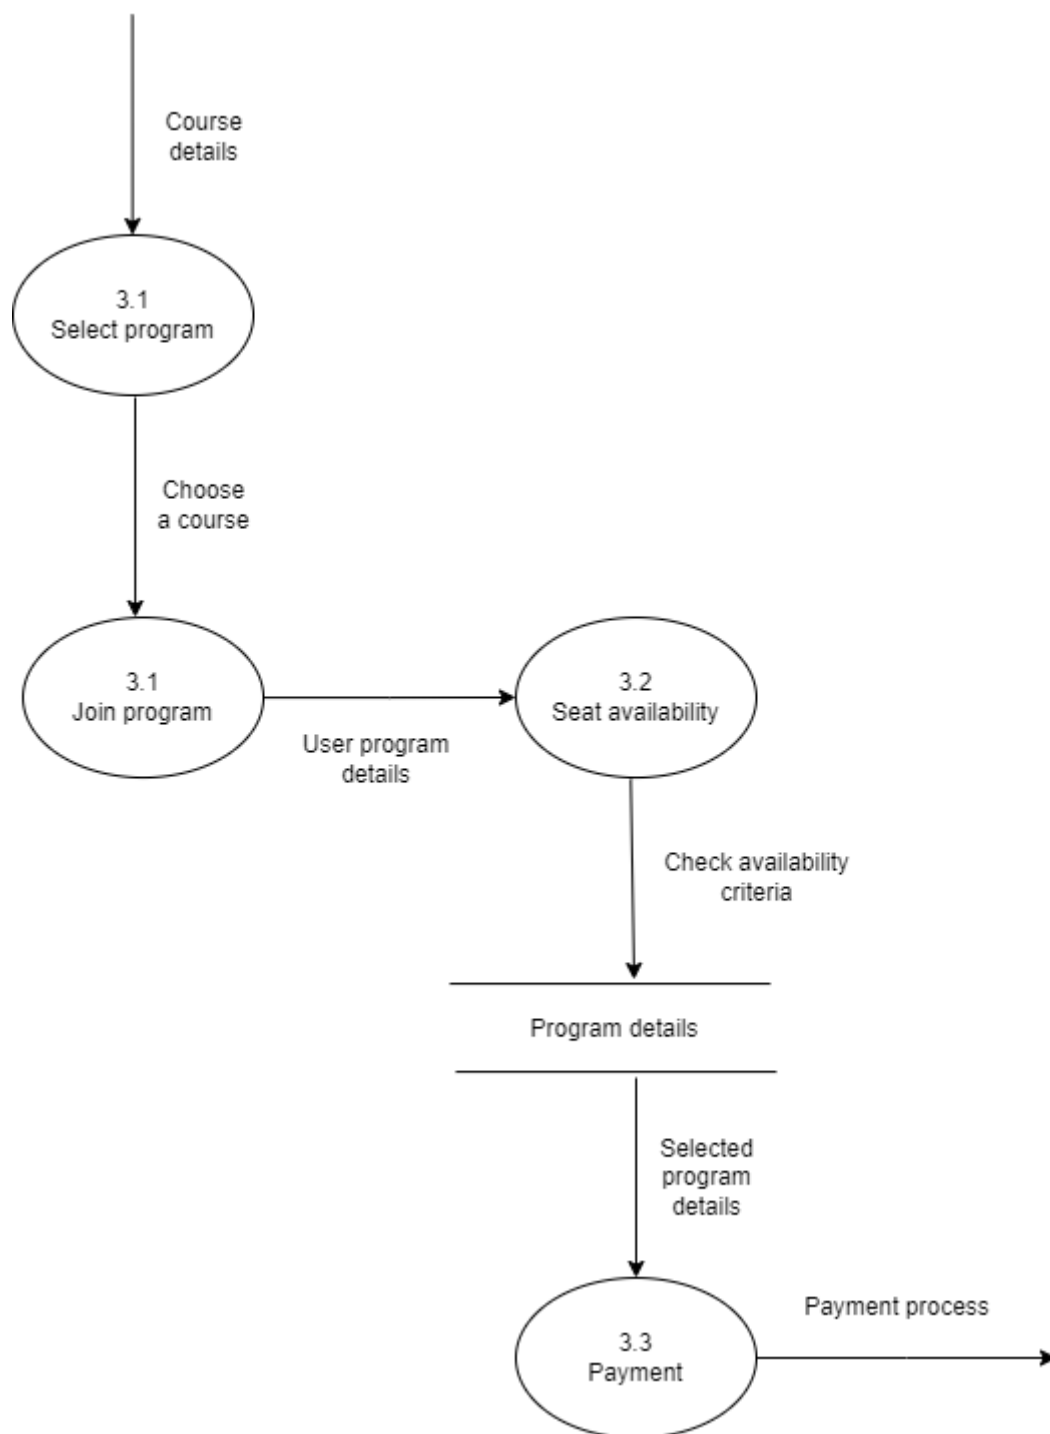 Course
details
3.1
Select program
Choose
a course
3.1
Join program
User program
details
3.2
Seat availability
Check availability
criteria
Program details
Selected
program
details
3.3
Payment
Payment process